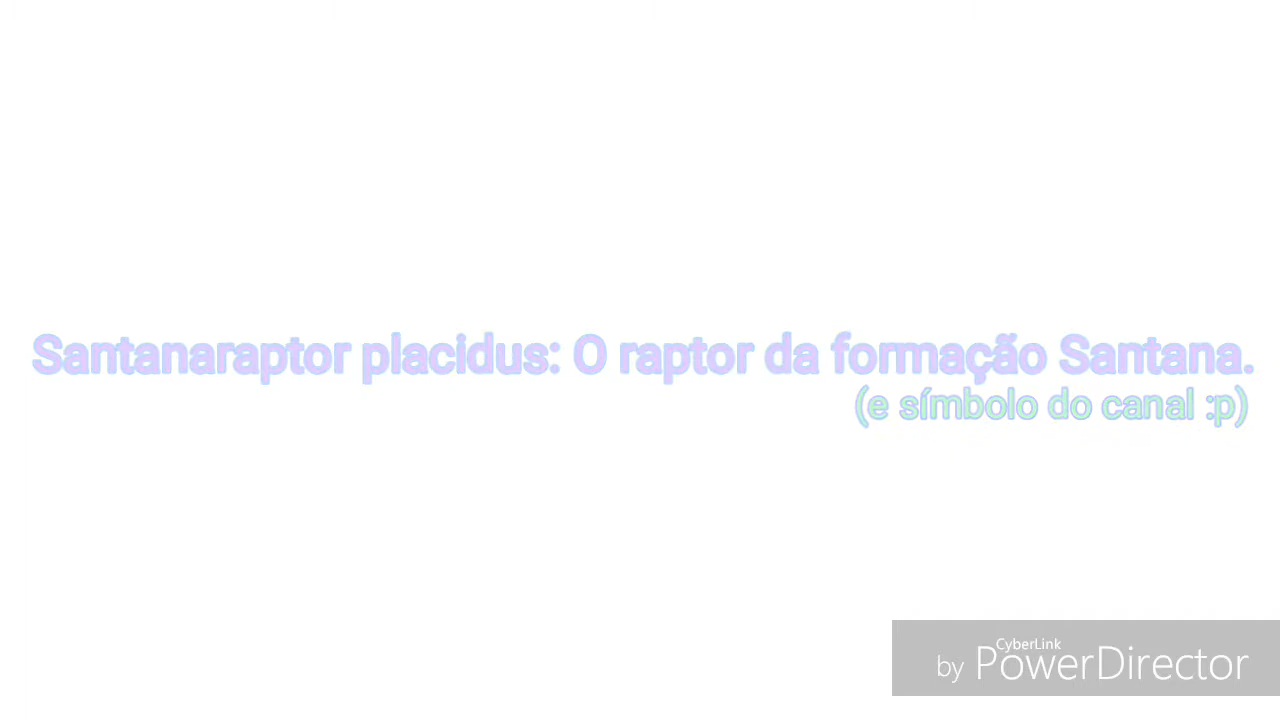 Santanaraptor placidus: O raptor da formação Santana.
(e símbolo do canal :p)
CyberLink
by PowerDirector